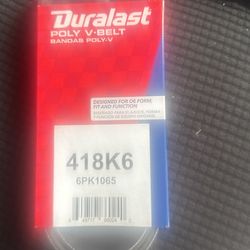 Duralast
POLY V-BELT
BANDAS POLY-V
DESIGNED FOR OE FORM,
FIT AND FUNCTION
418K6
6PK1065